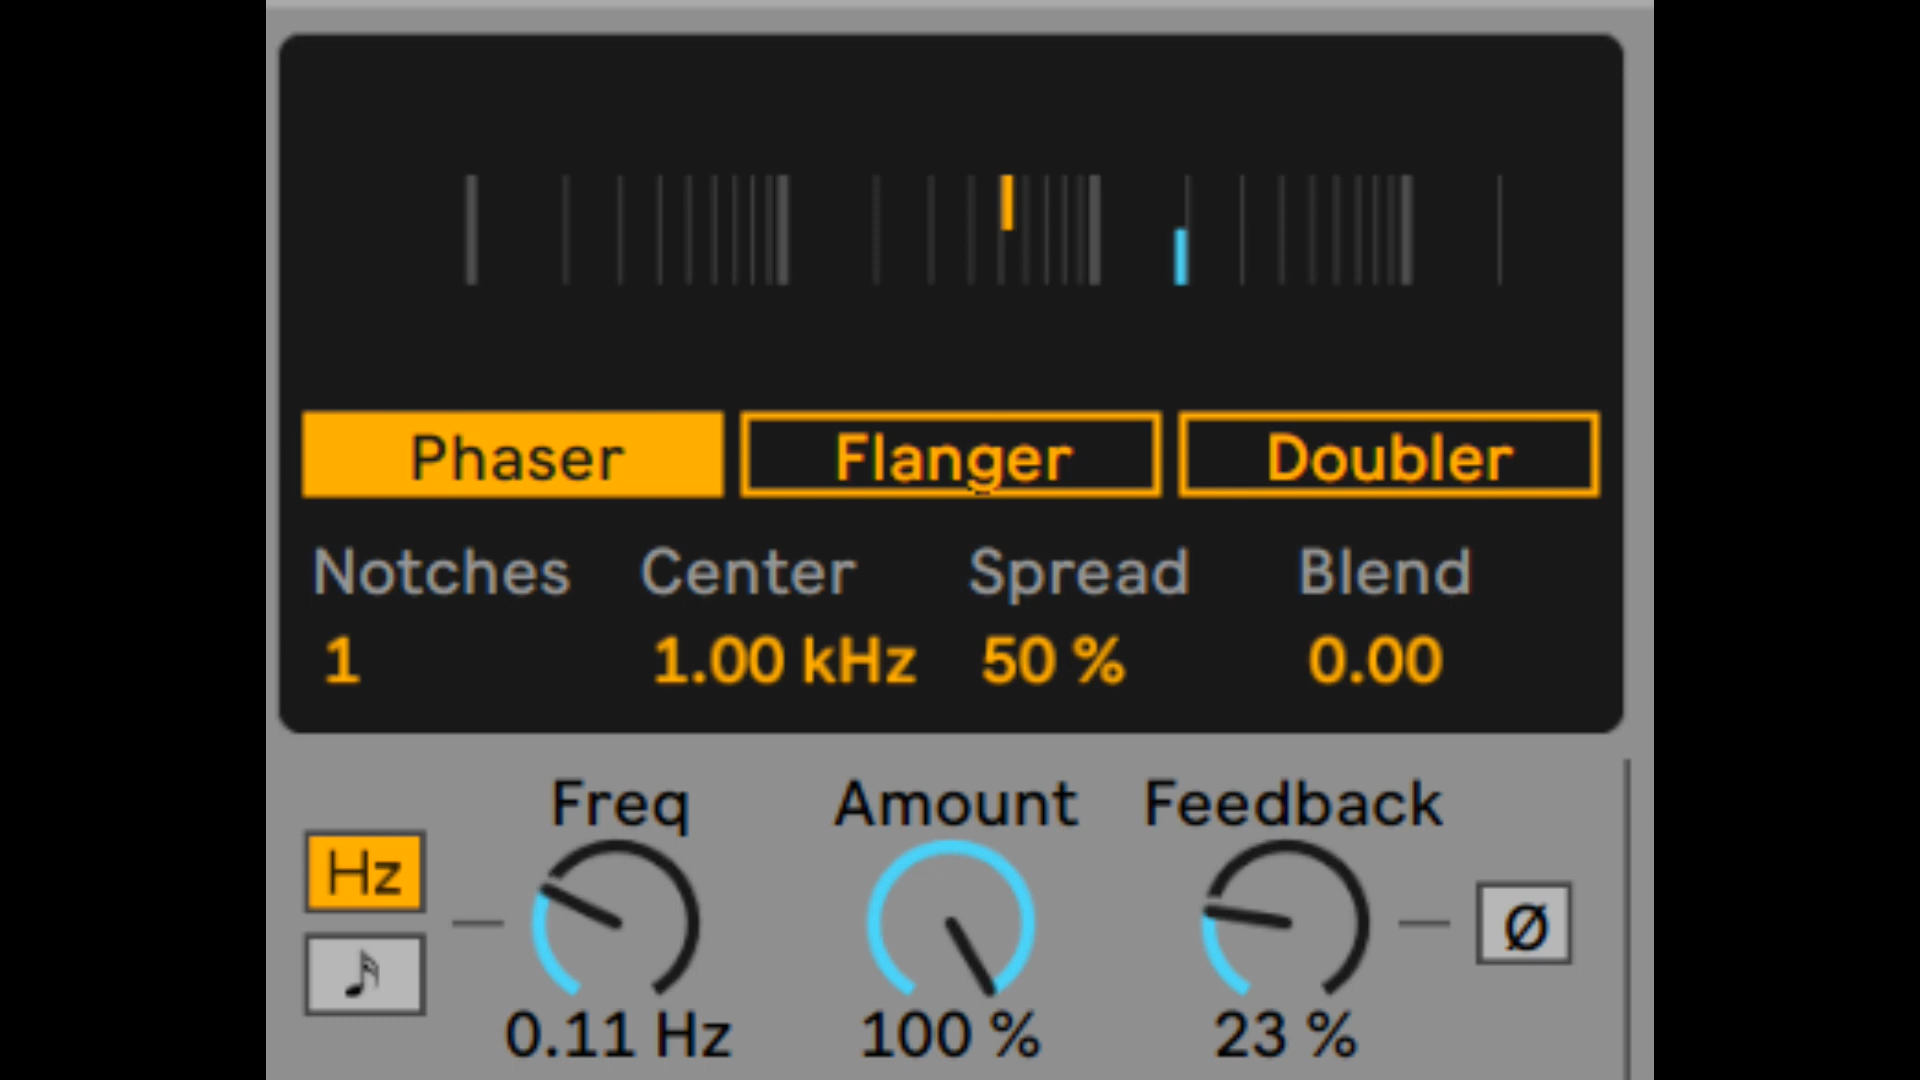 Phaser Flanger Doubler
Notches Center Spread Blend
1 1.00 kHz 50 % 0.00
Freq Amount Feedback
Hz
Ø
0.11 Hz 100 % 23 %